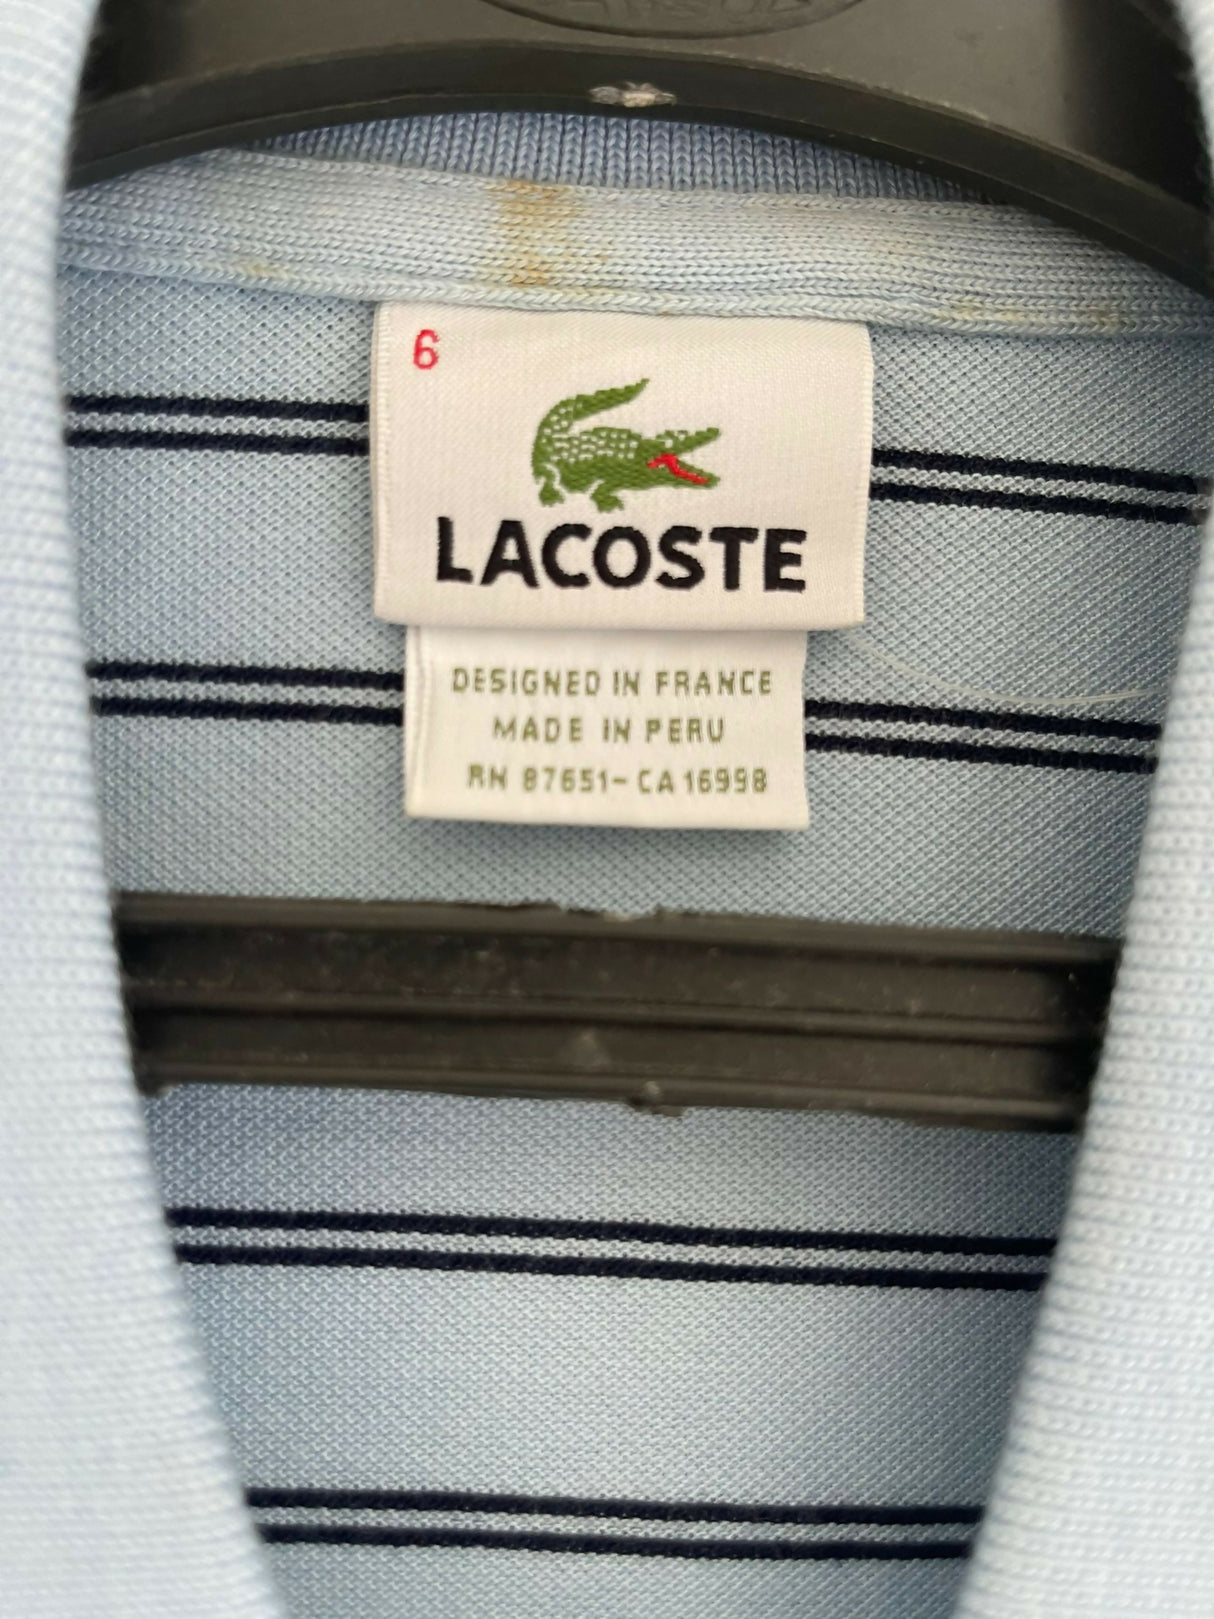 6
LACOSTE
DESIGNED IN FRANCE
MADE IN PERU
RN 87651-CA 16998